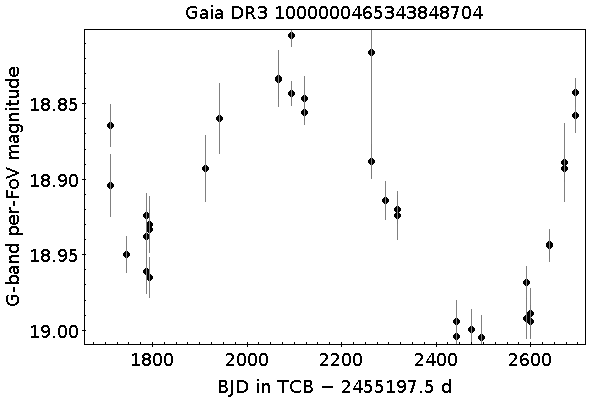 Gaia DR3 1000000465343848704
G-band per-FoV magnitude
18.85
18.90
18.95
19.00
1800 2000 2200 2400 2600
BJD in TCB − 2455197.5 d